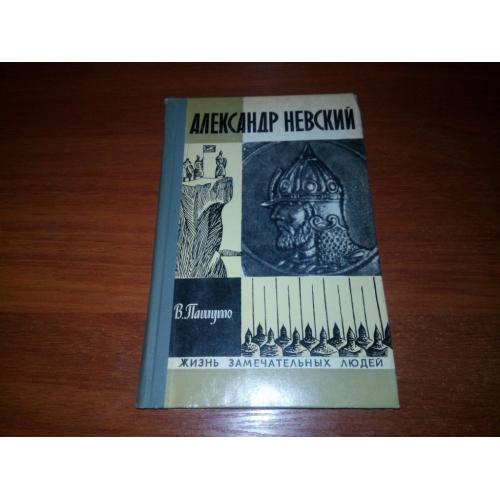 АЛЕКСАНДР НЕВСКИЙ
В. Пашуто
ЖИЗНЬ ЗАМЕЧАТЕЛЬНЫХ ЛЮДЕЙ